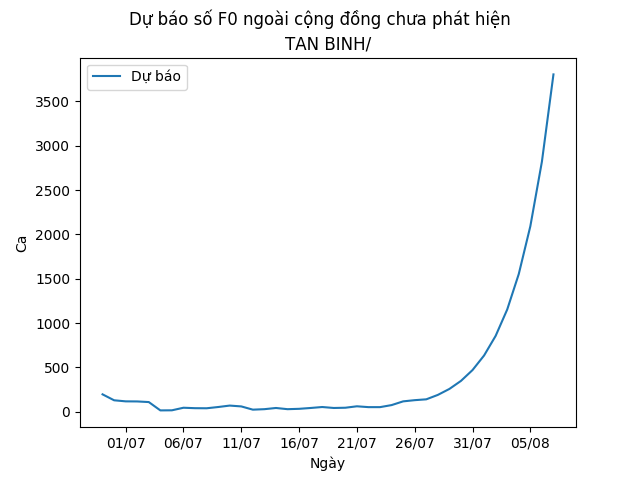 Dự báo số F0 ngoài cộng đồng chưa phát hiện
TAN BINH/
Dự báo
3500
3000
2500
2000
1500
1000
500
0
Ca
01/07 06/07 11/07 16/07 21/07 26/07 31/07 05/08
Ngày